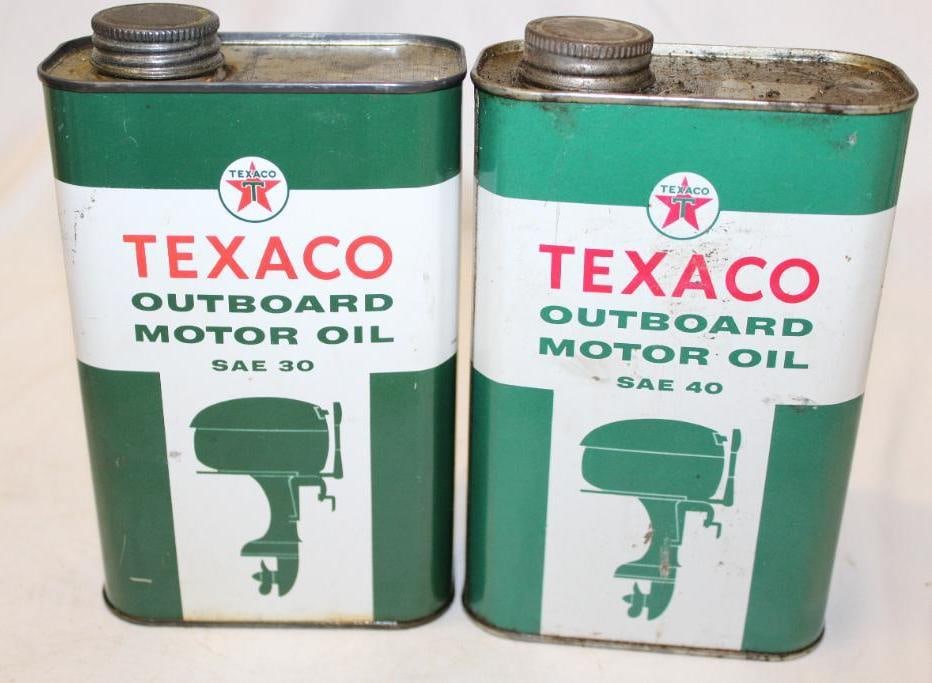 TEXACO
T
TEXACO
OUTBOARD
MOTOR OIL
SAE 30
TEXACO
T
TEXACO
OUTBOARD
MOTOR OIL
SAE 40